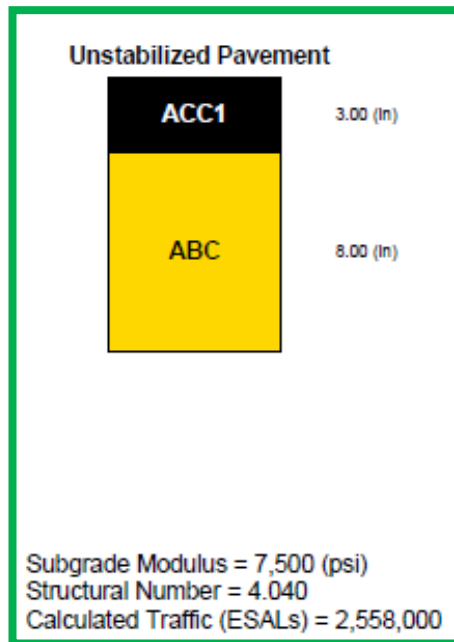 Unstabilized Pavement
ACC1
3.00 (in)
ABC
8.00 (in)
Subgrade Modulus = 7,500 (psi)
Structural Number = 4.040
Calculated Traffic (ESALs) = 2,558,000